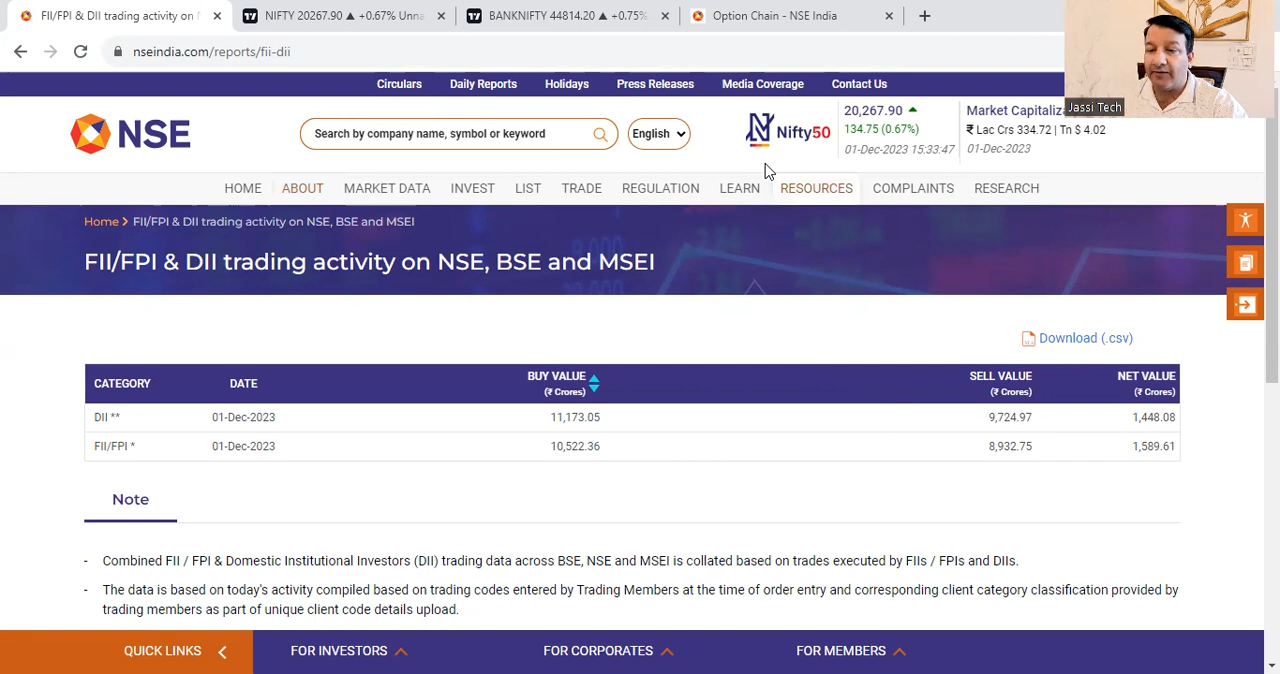 FII/FPI & DII trading activity on N
NIFTY 20267.90 ▲ +0.67% Unna
BANKNIFTY 44814.20 ▲ +0.75%
Option Chain - NSE India
nseindia.com/reports/fii-dii
Jassi Tech
Circulars Daily Reports Holidays Press Releases Media Coverage Contact Us
NSE
Search by company name, symbol or keyword
English
Nifty50
20,267.90
134.75 (0.67%)
01-Dec-2023 15:33:47
Market Capitaliza
₹ Lac Crs 334.72 | Tn $ 4.02
01-Dec-2023
HOME ABOUT MARKET DATA INVEST LIST TRADE REGULATION LEARN RESOURCES COMPLAINTS RESEARCH
Home > FII/FPI & DII trading activity on NSE, BSE and MSEI
FII/FPI & DII trading activity on NSE, BSE and MSEI
Download (.csv)
CATEGORY DATE BUY VALUE (₹ Crores) SELL VALUE (₹ Crores) NET VALUE (₹ Crores)
DII ** 01-Dec-2023 11,173.05 9,724.97 1,448.08
FII/FPI * 01-Dec-2023 10,522.36 8,932.75 1,589.61
Note
- Combined FII / FPI & Domestic Institutional Investors (DII) trading data across BSE, NSE and MSEI is collated based on trades executed by FIIs / FPIs and DIIs.
- The data is based on today's activity compiled based on trading codes entered by Trading Members at the time of order entry and corresponding client category classification provided by
trading members as part of unique client code details upload.
QUICK LINKS FOR INVESTORS FOR CORPORATES FOR MEMBERS